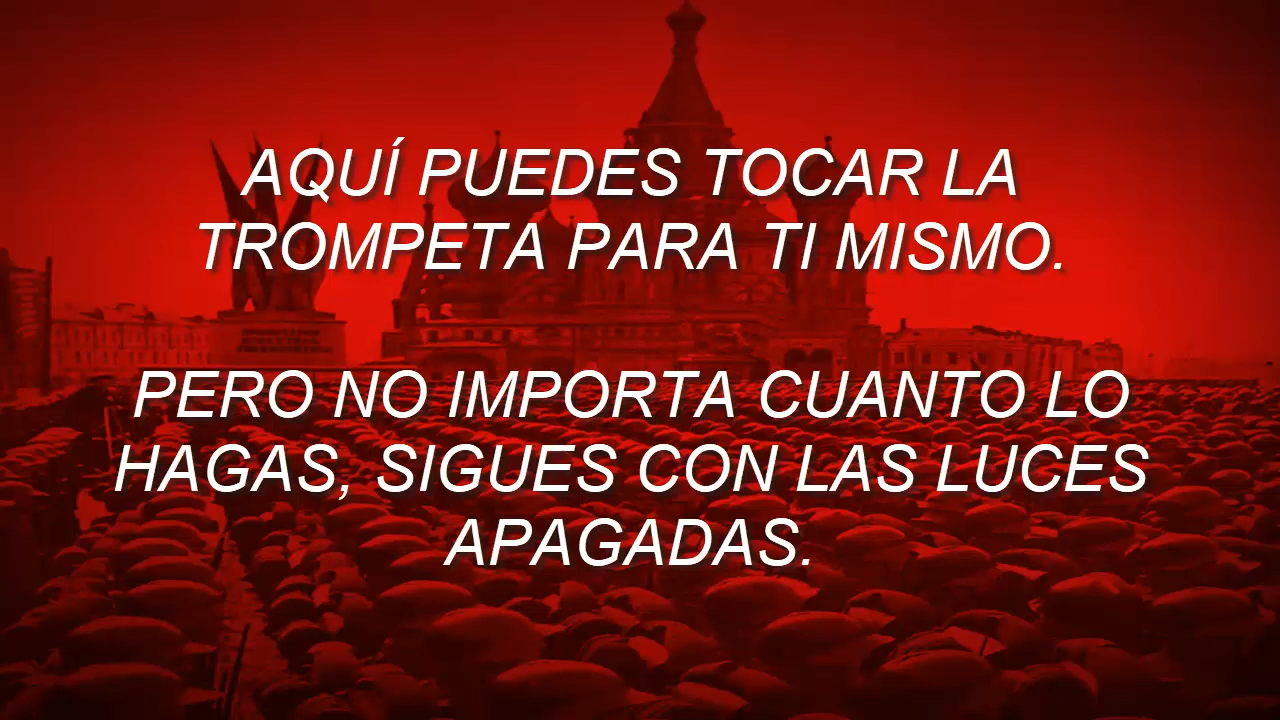 AQUÍ PUEDES TOCAR LA
TROMPETA PARA TI MISMO.
PERO NO IMPORTA CUANTO LO
HAGAS, SIGUES CON LAS LUCES
APAGADAS.